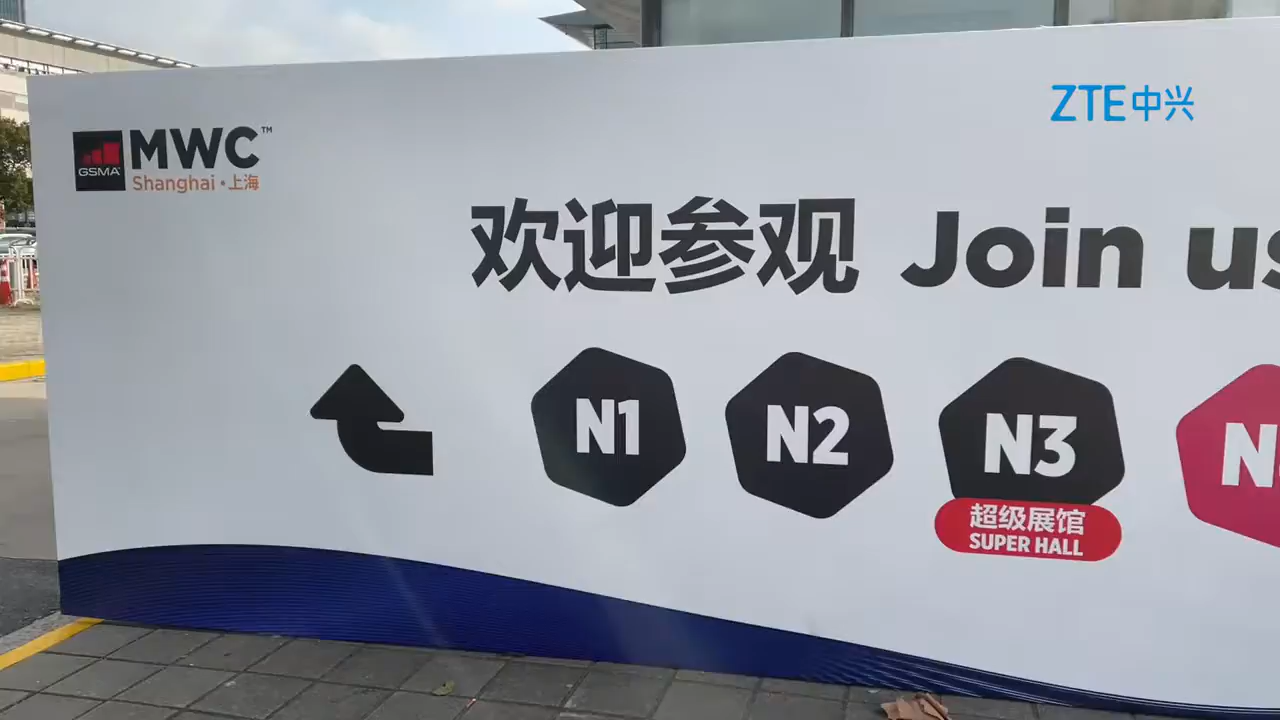 ZTE中兴
GSMA
MWC™
Shanghai • 上海
欢迎参观 Join us
N1
N2
N3
超级展馆
SUPER HALL